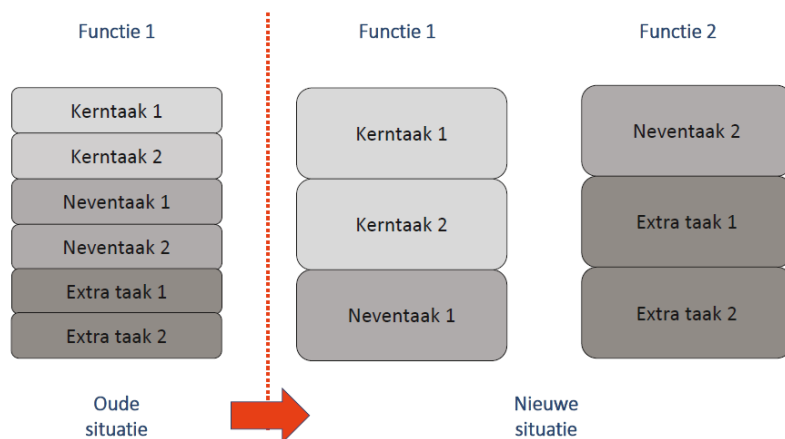 Functie 1
Kerntaak 1
Kerntaak 2
Neventaak 1
Neventaak 2
Extra taak 1
Extra taak 2
Oude
situatie
Functie 1
Kerntaak 1
Kerntaak 2
Neventaak 1
Functie 2
Neventaak 2
Extra taak 1
Extra taak 2
Nieuwe
situatie